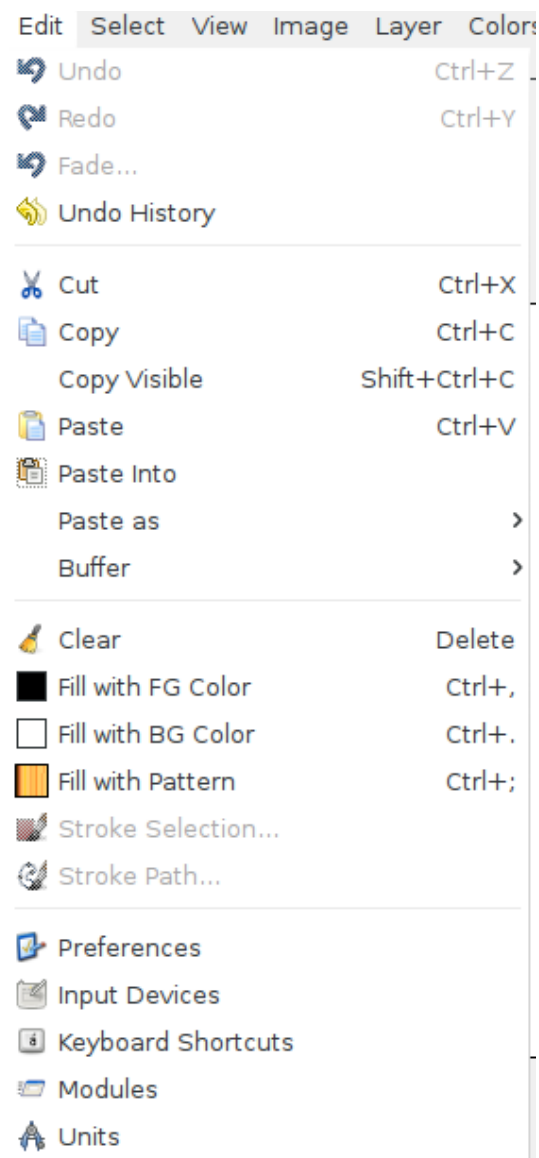 Edit Select View Image Layer Colors
Undo Ctrl+Z
Redo Ctrl+Y
Fade...
Undo History
Cut Ctrl+X
Copy Ctrl+C
Copy Visible Shift+Ctrl+C
Paste Ctrl+V
Paste Into
Paste as
Buffer
Clear Delete
Fill with FG Color Ctrl+,
Fill with BG Color Ctrl+.
Fill with Pattern Ctrl+;
Stroke Selection...
Stroke Path...
Preferences
Input Devices
Keyboard Shortcuts
Modules
Units